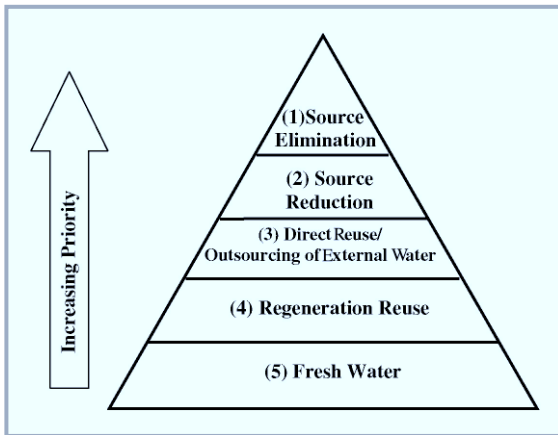 (1)Source
Elimination
(2) Source
Reduction
(3) Direct Reuse/
Outsourcing of External Water
(4) Regeneration Reuse
(5) Fresh Water
Increasing Priority